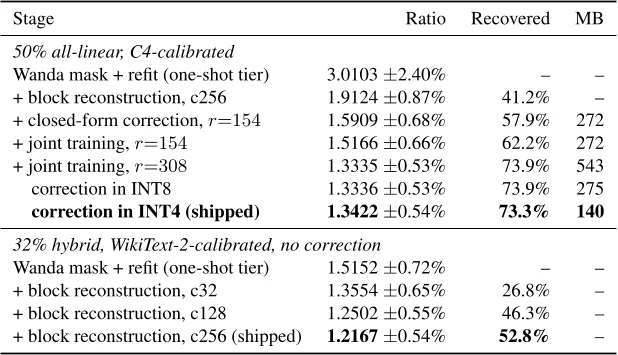 Stage Ratio Recovered MB
50% all-linear, C4-calibrated
Wanda mask + refit (one-shot tier) 3.0103 ±2.40% – –
+ block reconstruction, c256 1.9124 ±0.87% 41.2% –
+ closed-form correction, r=154 1.5909 ±0.68% 57.9% 272
+ joint training, r=154 1.5166 ±0.66% 62.2% 272
+ joint training, r=308 1.3335 ±0.53% 73.9% 543
correction in INT8 1.3336 ±0.53% 73.9% 275
correction in INT4 (shipped) 1.3422 ±0.54% 73.3% 140
32% hybrid, WikiText-2-calibrated, no correction
Wanda mask + refit (one-shot tier) 1.5152 ±0.72% – –
+ block reconstruction, c32 1.3554 ±0.65% 26.8% –
+ block reconstruction, c128 1.2502 ±0.55% 46.3% –
+ block reconstruction, c256 (shipped) 1.2167 ±0.54% 52.8% –